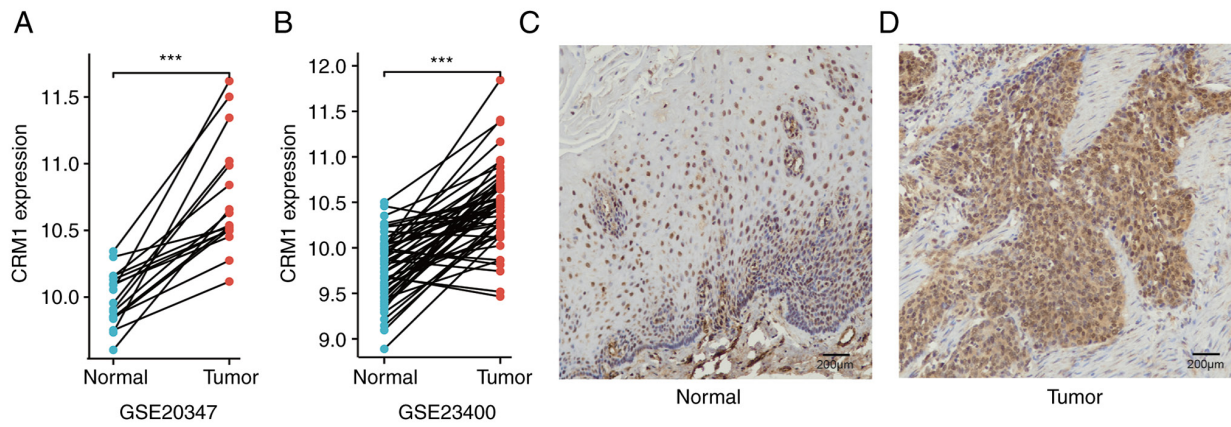 A
CRM1 expression
11.5
11.0
10.5
10.0
***
Normal
Tumor
GSE20347
B
CRM1 expression
12.0
11.5
11.0
10.5
10.0
9.5
9.0
***
Normal
Tumor
GSE23400
C
200μm
Normal
D
200μm
Tumor